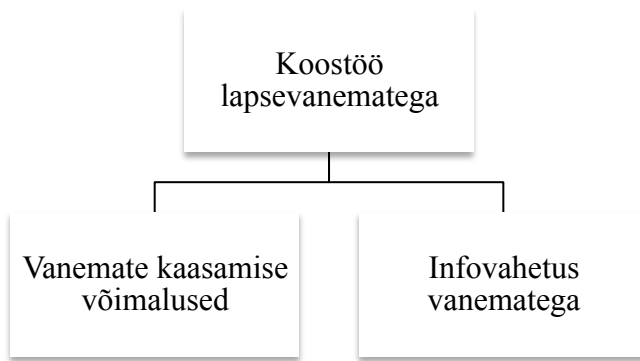 Koostöö
lapsevanematega
Vanemate kaasamise
võimalused
Infovahetus
vanematega